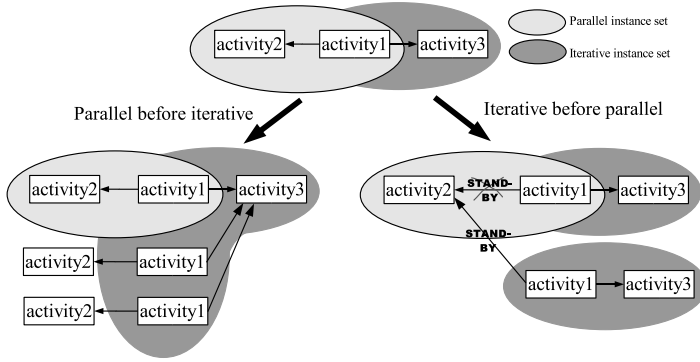 activity2 activity1 activity3
Parallel instance set
Iterative instance set
Parallel before iterative
Iterative before parallel
activity2 activity1 activity3
activity2 activity1
activity2 activity1
activity2 STAND-BY activity1 activity3
STAND-BY
activity1 activity3